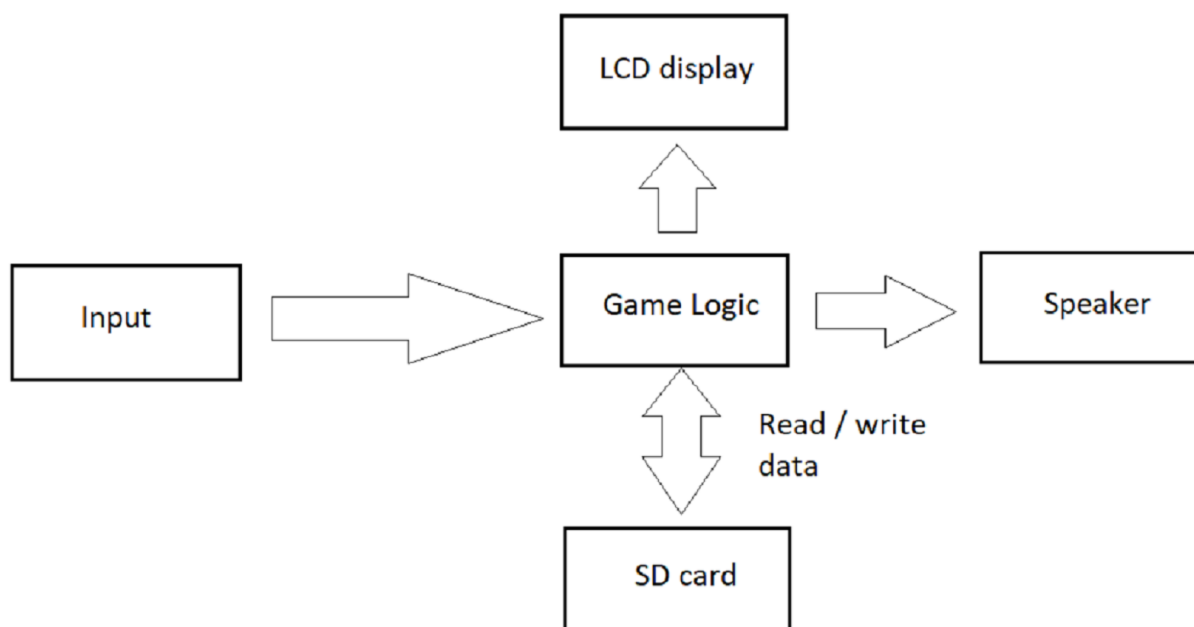 LCD display
Input
Game Logic
Speaker
Read / write
data
SD card